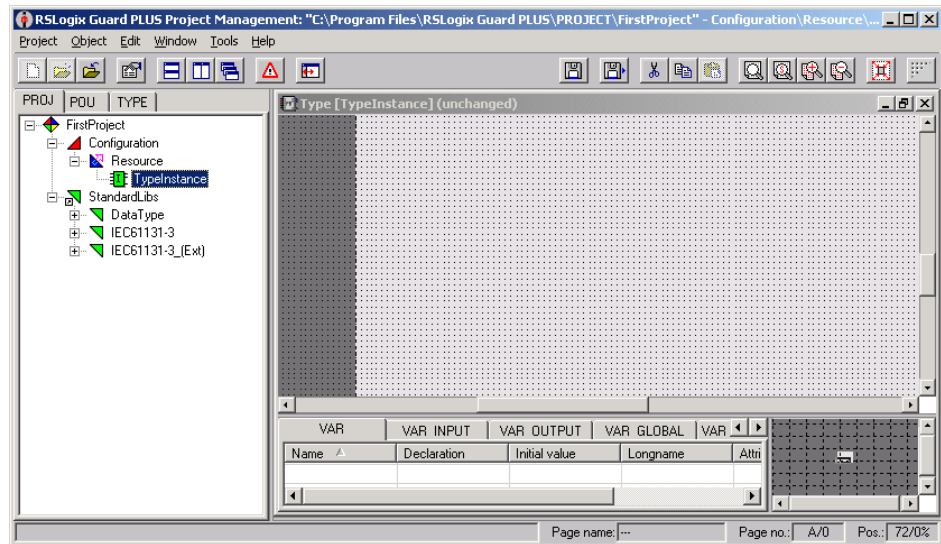 RSLogix Guard PLUS Project Management: "C:\Program Files\RSLogix Guard PLUS\PROJECT\FirstProject" - Configuration\Resource\...
Project Object Edit Window Tools Help
PROJ POU TYPE
Type [TypeInstance] (unchanged)
FirstProject
Configuration
Resource
TypeInstance
StandardLibs
DataType
IEC61131-3
IEC61131-3_(Ext)
VAR VAR INPUT VAR OUTPUT VAR GLOBAL VAR
Name Declaration Initial value Longname Attri
Page name: --- Page no.: A/0 Pos.: 72/0%